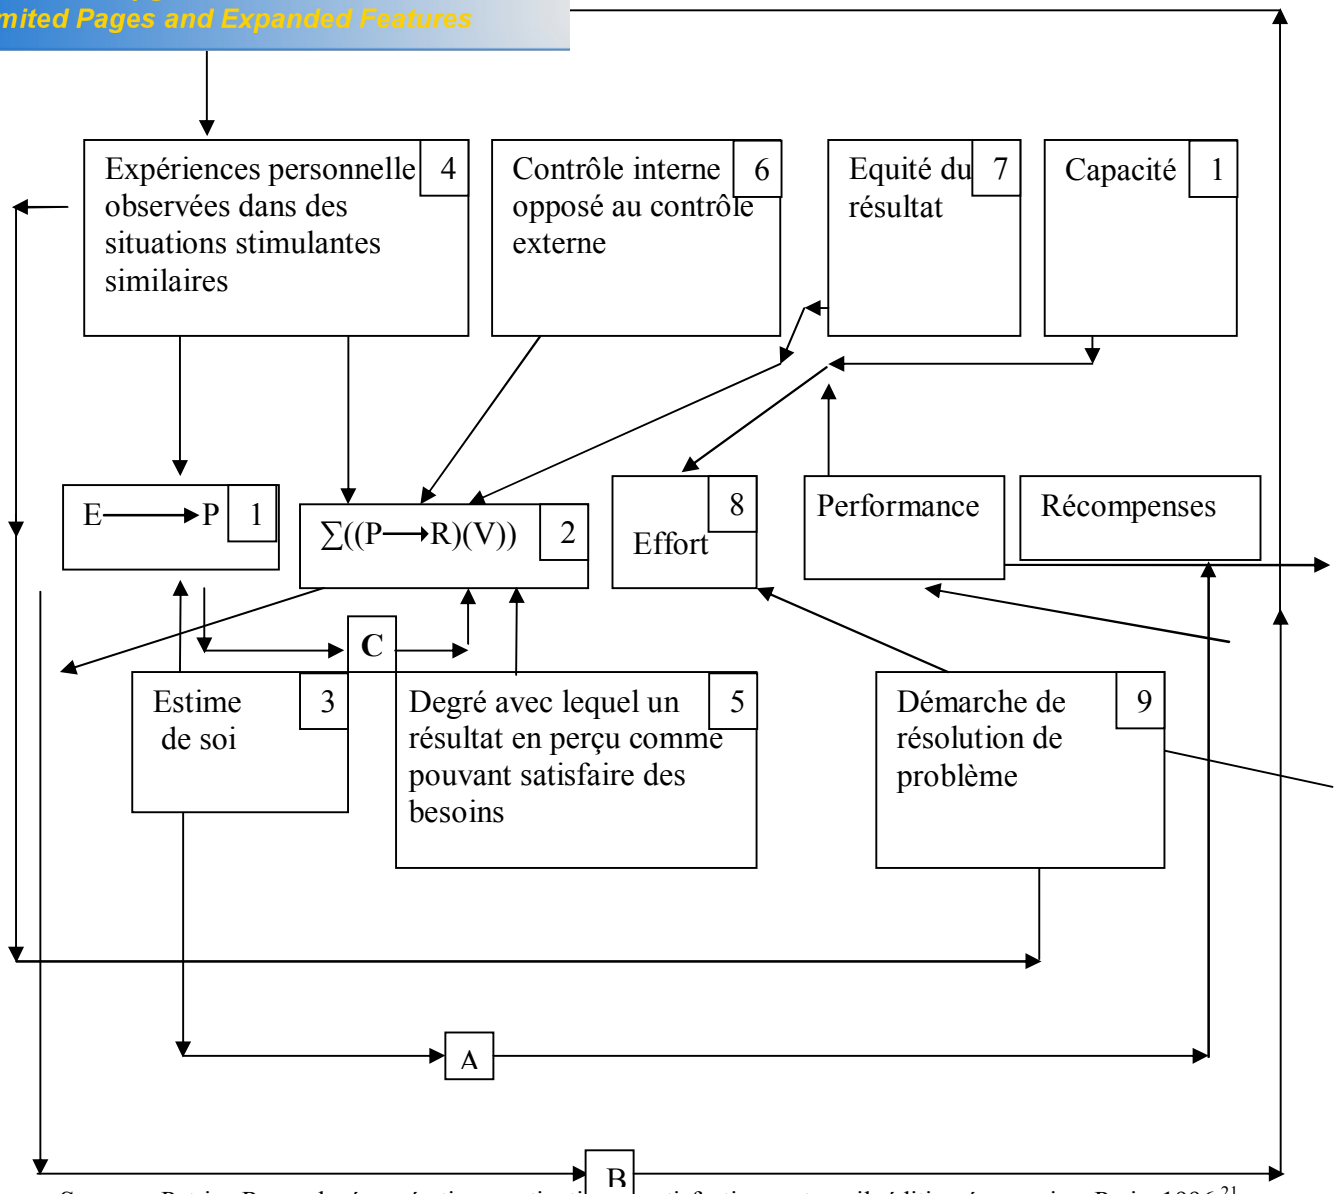 Pages and Expanded Features
Expériences personnelle 4
observées dans des
situations stimulantes
similaires
Contrôle interne 6
opposé au contrôle
externe
Equité du 7
résultat
Capacité 1
E P 1
∑((P R)(V)) 2
8
Effort
Performance
Récompenses
C
Estime 3
de soi
Degré avec lequel un 5
résultat en perçu comme
pouvant satisfaire des
besoins
Démarche de 9
résolution de
problème
A
B
1996 21